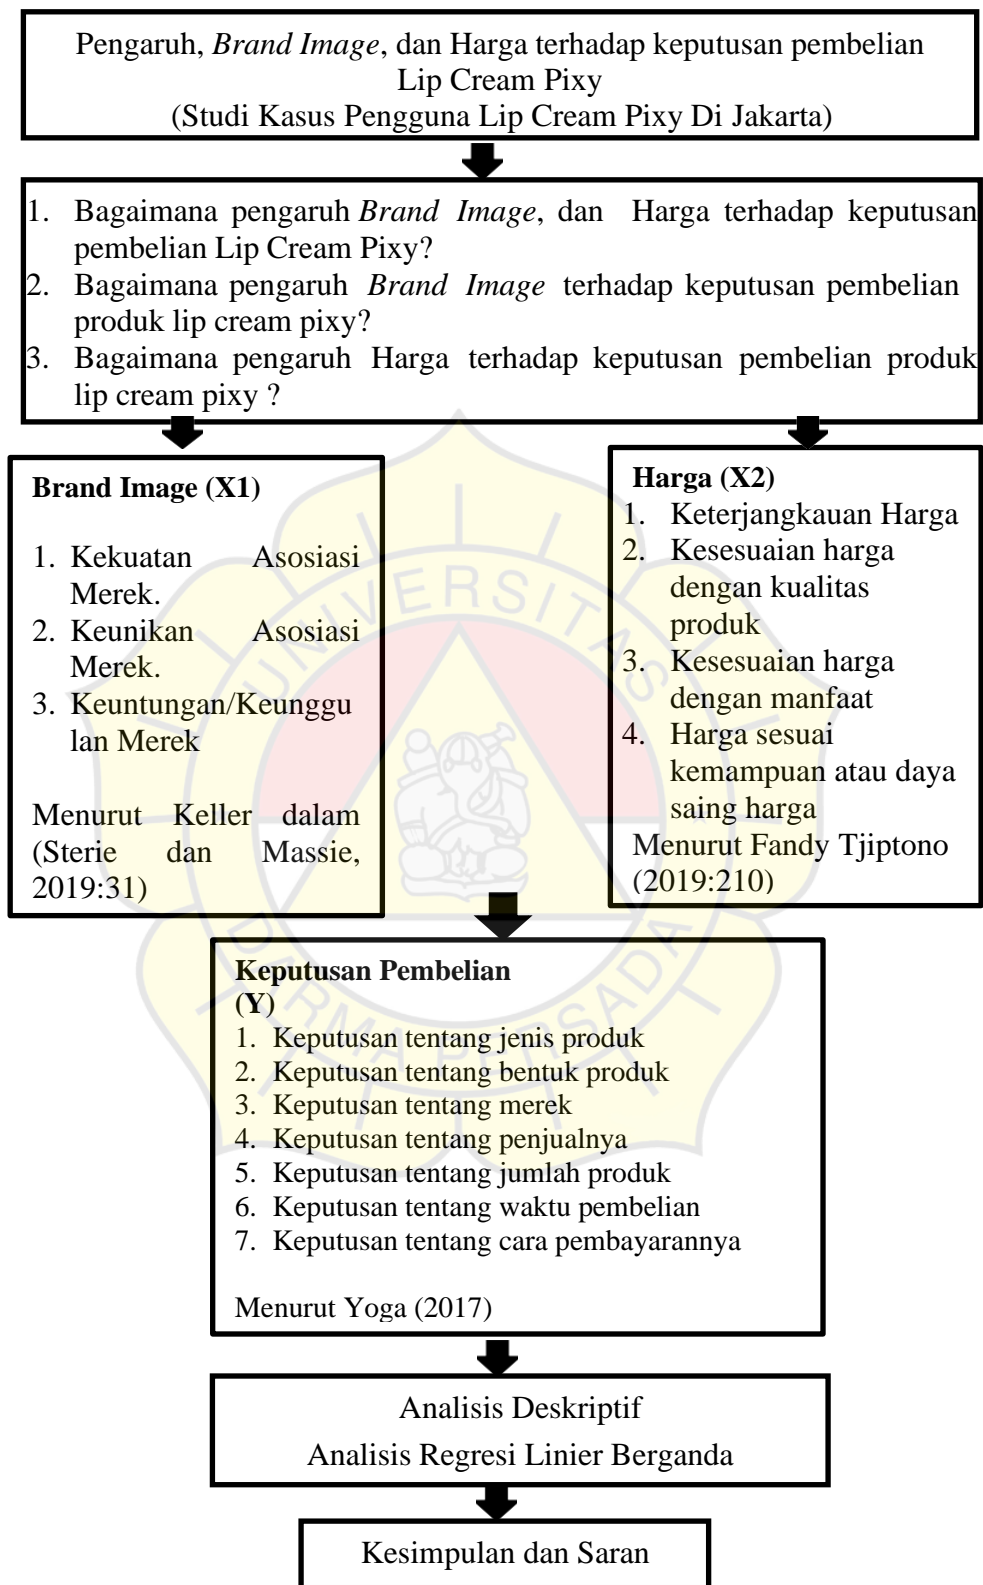 Pengaruh, Brand Image, dan Harga terhadap keputusan pembelian
Lip Cream Pixy
(Studi Kasus Pengguna Lip Cream Pixy Di Jakarta)
1. Bagaimana pengaruh Brand Image, dan Harga terhadap keputusan
pembelian Lip Cream Pixy?
2. Bagaimana pengaruh Brand Image terhadap keputusan pembelian
produk lip cream pixy?
3. Bagaimana pengaruh Harga terhadap keputusan pembelian produk
lip cream pixy ?
Brand Image (X1)
1. Kekuatan Asosiasi
Merek.
2. Keunikan Asosiasi
Merek.
3. Keuntungan/Keunggu
lan Merek
Menurut Keller dalam
(Sterie dan Massie,
2019:31)
Harga (X2)
1. Keterjangkauan Harga
2. Kesesuaian harga
dengan kualitas
produk
3. Kesesuaian harga
dengan manfaat
4. Harga sesuai
kemampuan atau daya
saing harga
Menurut Fandy Tjiptono
(2019:210)
UNIVERSITAS
DARMA PERSADA
Keputusan Pembelian
(Y)
1. Keputusan tentang jenis produk
2. Keputusan tentang bentuk produk
3. Keputusan tentang merek
4. Keputusan tentang penjualnya
5. Keputusan tentang jumlah produk
6. Keputusan tentang waktu pembelian
7. Keputusan tentang cara pembayarannya
Menurut Yoga (2017)
Analisis Deskriptif
Analisis Regresi Linier Berganda
Kesimpulan dan Saran